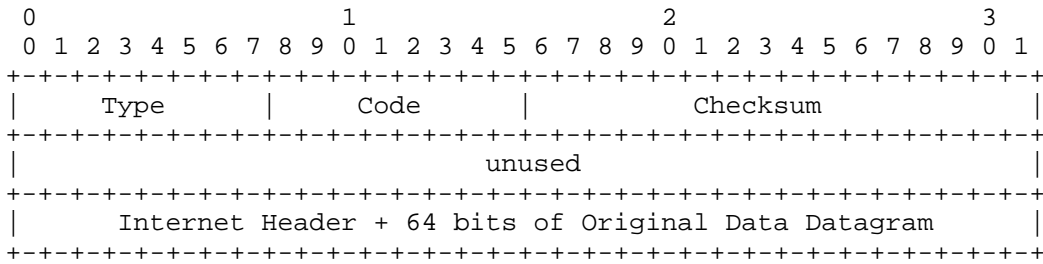 0                   1                   2                   3
 0 1 2 3 4 5 6 7 8 9 0 1 2 3 4 5 6 7 8 9 0 1 2 3 4 5 6 7 8 9 0 1
+-+-+-+-+-+-+-+-+-+-+-+-+-+-+-+-+-+-+-+-+-+-+-+-+-+-+-+-+-+-+-+-+
|     Type      |     Code      |          Checksum             |
+-+-+-+-+-+-+-+-+-+-+-+-+-+-+-+-+-+-+-+-+-+-+-+-+-+-+-+-+-+-+-+-+
|                             unused                            |
+-+-+-+-+-+-+-+-+-+-+-+-+-+-+-+-+-+-+-+-+-+-+-+-+-+-+-+-+-+-+-+-+
|      Internet Header + 64 bits of Original Data Datagram      |
+-+-+-+-+-+-+-+-+-+-+-+-+-+-+-+-+-+-+-+-+-+-+-+-+-+-+-+-+-+-+-+-+